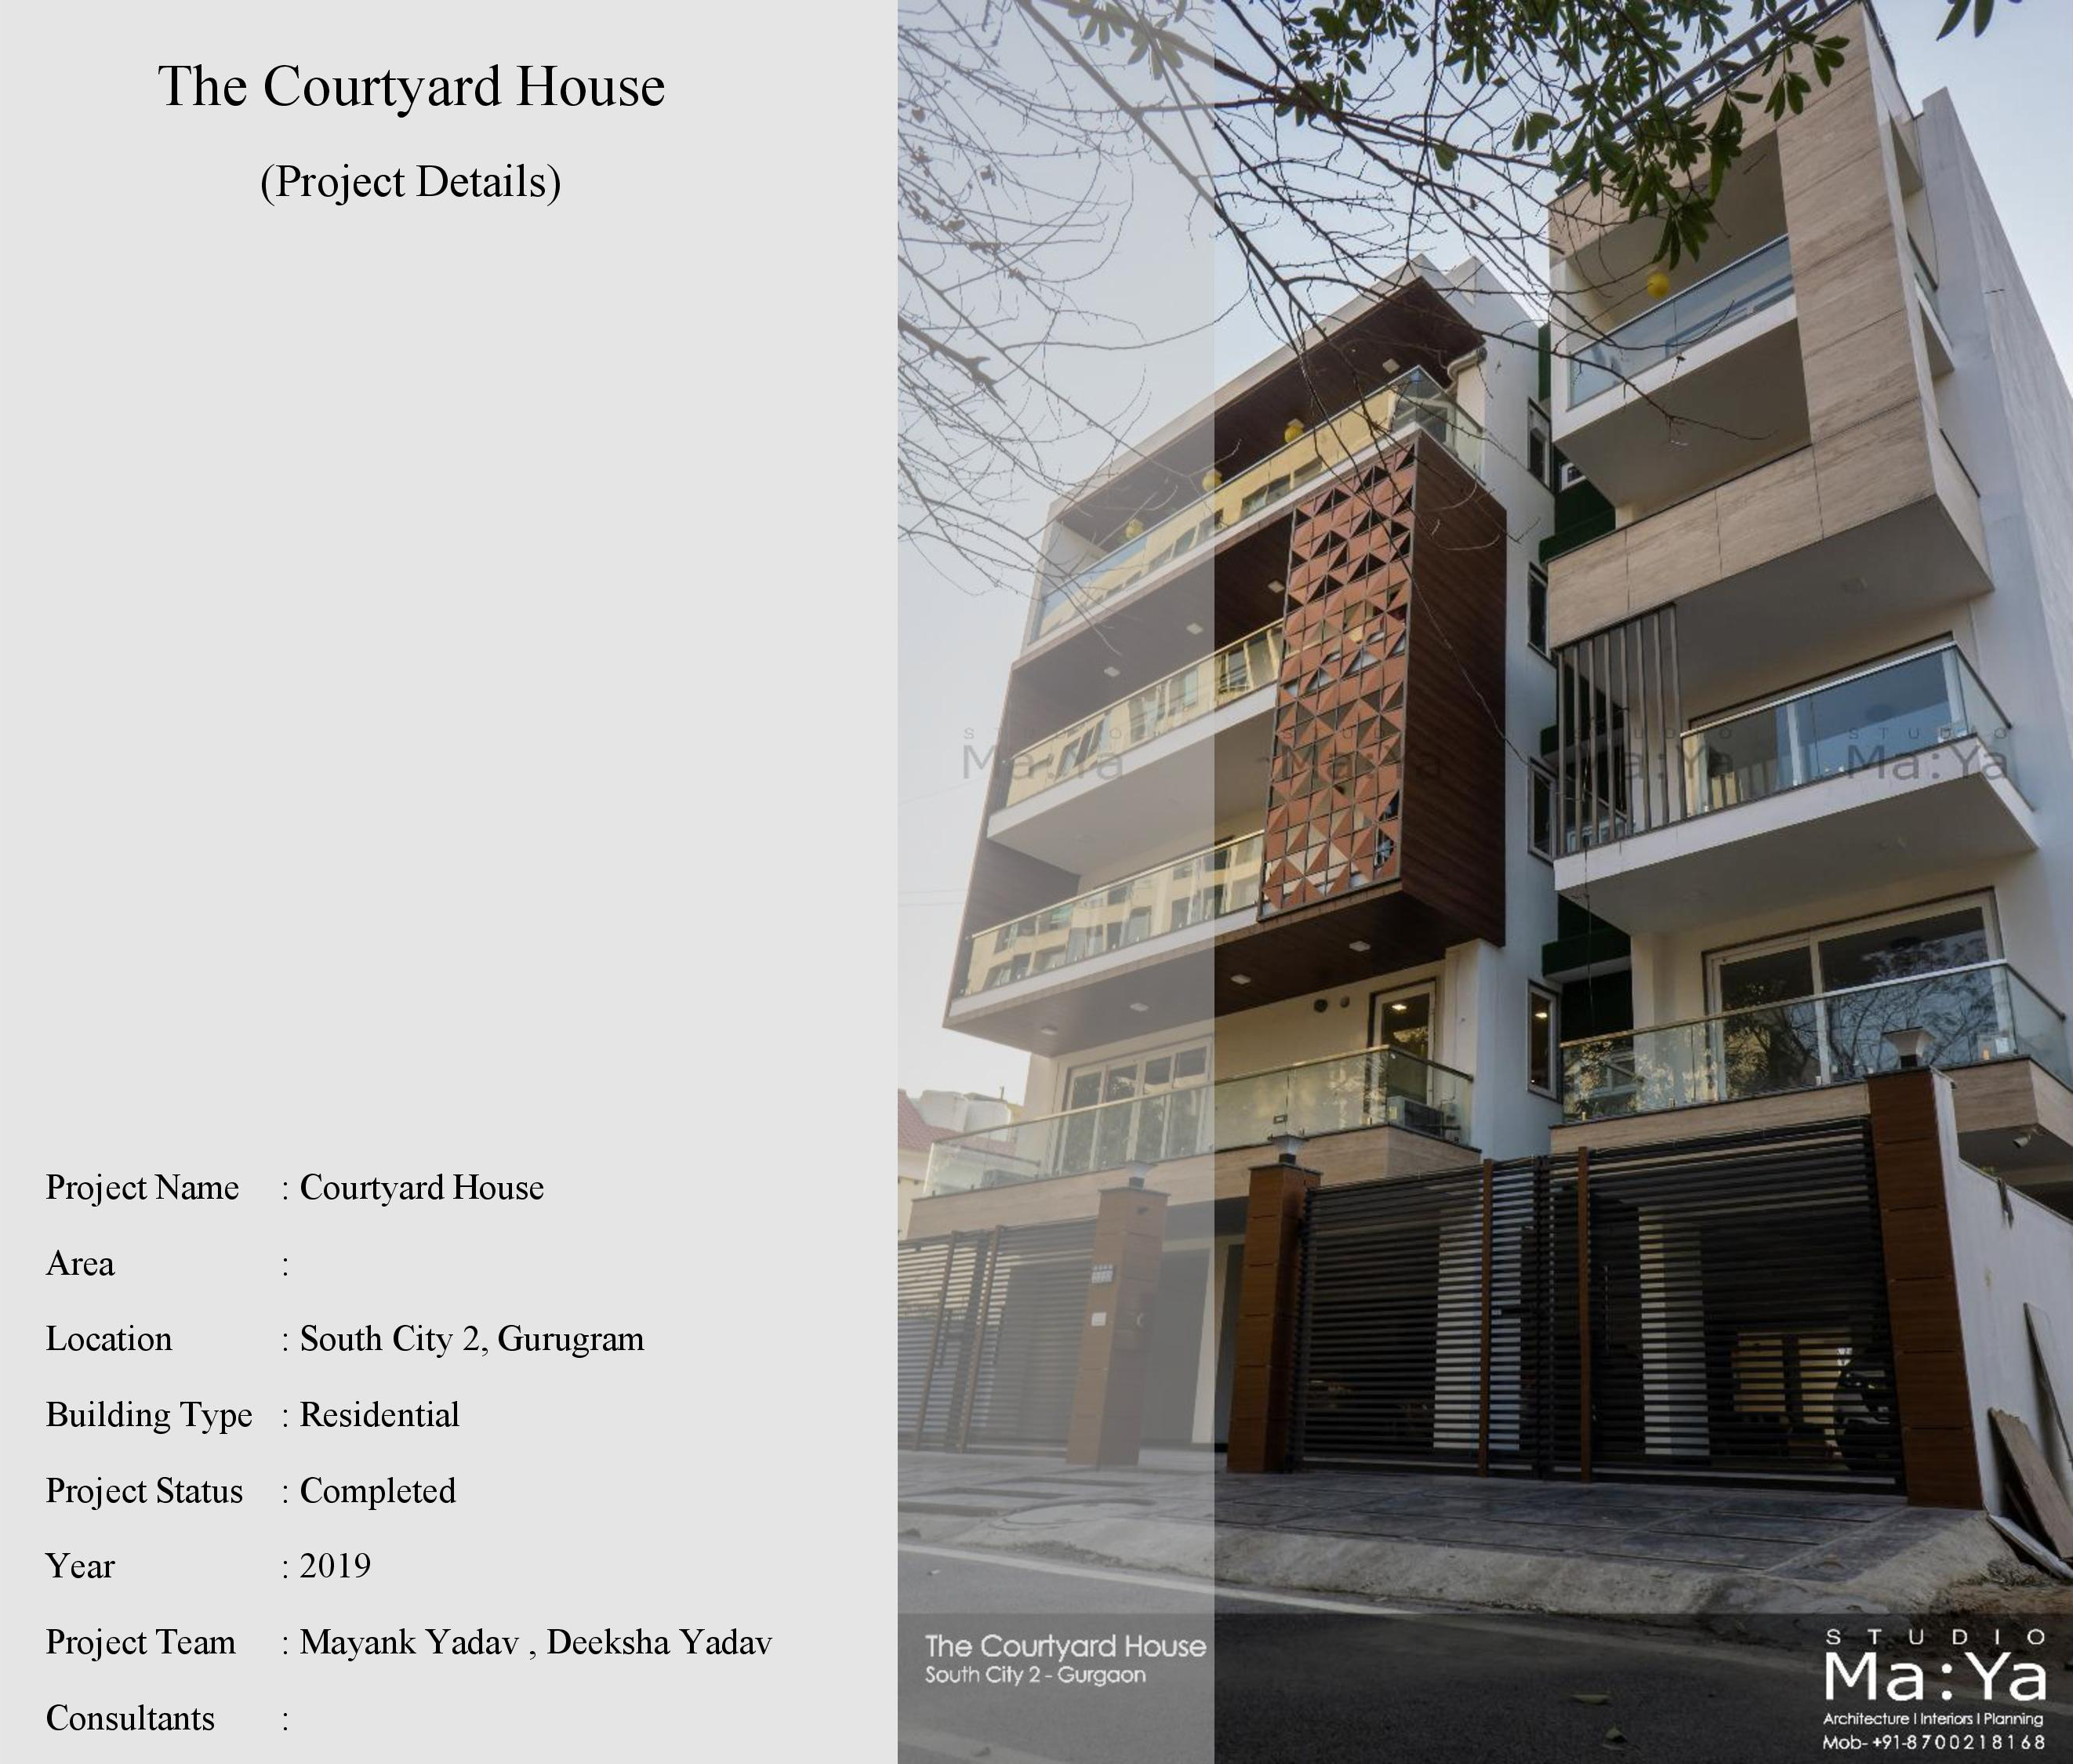 The Courtyard House
(Project Details)
Project Name : Courtyard House
Area :
Location : South City 2, Gurugram
Building Type : Residential
Project Status : Completed
Year : 2019
Project Team : Mayank Yadav , Deeksha Yadav
Consultants :
STUDIO STUDIO STUDIO STUDIO
Ma:Ya Ma:Ya Ma:Ya Ma:Ya
The Courtyard House
South City 2 - Gurgaon
STUDIO
Ma:Ya
Architecture I Interiors I Planning
Mob- +91-8700218168